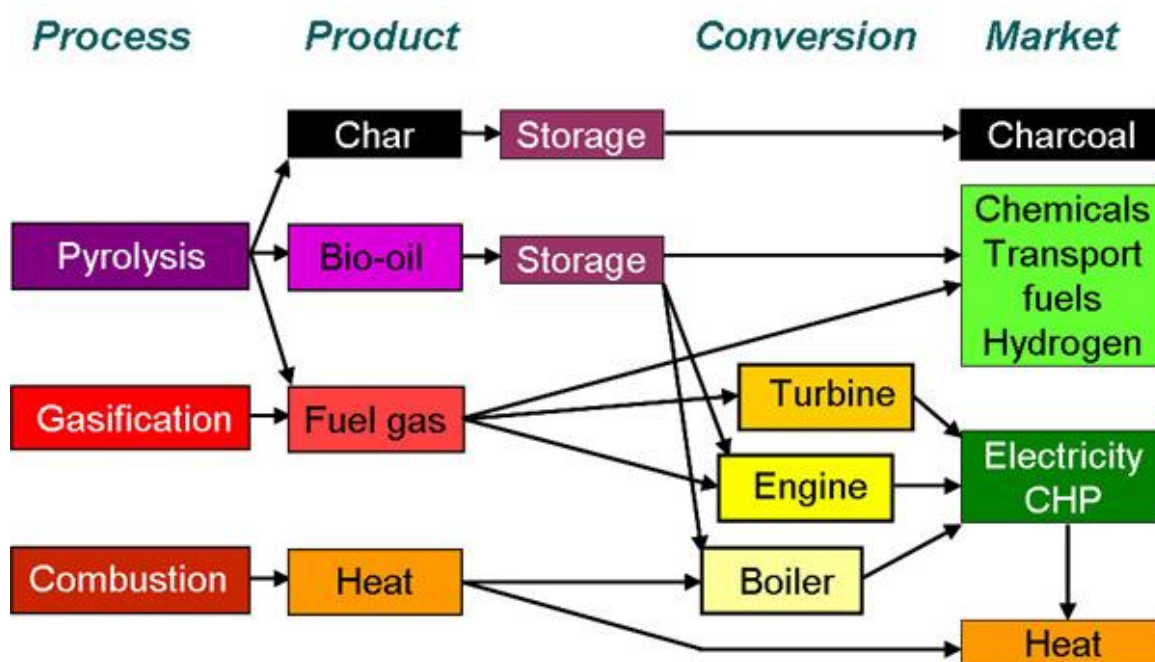 Process Product Conversion Market
Char Storage Charcoal
Pyrolysis Bio-oil Storage Chemicals
Transport
fuels
Hydrogen
Gasification Fuel gas Turbine
Engine Electricity
CHP
Combustion Heat Boiler
Heat